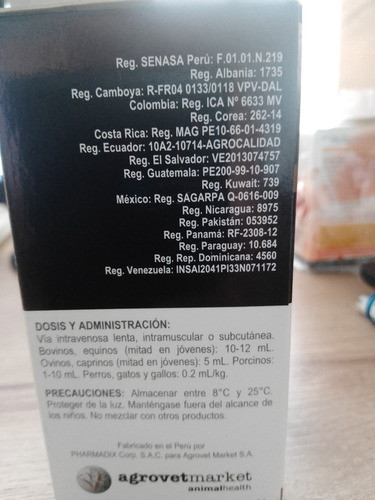 Reg. SENASA Perú: F.01.01.N.219
Reg. Albania: 1735
Reg. Camboya: R-FR04 0133/0118 VPV-DAL
Colombia: Reg. ICA Nº 6633 MV
Reg. Corea: 262-14
Costa Rica: Reg. MAG PE10-66-01-4319
Reg. Ecuador: 10A2-10714-AGROCALIDAD
Reg. El Salvador: VE2013074757
Reg. Guatemala: PE200-99-10-907
Reg. Kuwait: 739
México: Reg. SAGARPA Q-0616-009
Reg. Nicaragua: 8975
Reg. Pakistán: 053952
Reg. Panamá: RF-2308-12
Reg. Paraguay: 10.684
Reg. Rep. Dominicana: 4560
Reg. Venezuela: INSAI2041PI33N071172
DOSIS Y ADMINISTRACIÓN:
Vía intravenosa lenta, intramuscular o subcutánea.
Bovinos, equinos (mitad en jóvenes): 10-12 mL.
Ovinos, caprinos (mitad en jóvenes): 5 mL. Porcinos:
1-10 mL. Perros, gatos y gallos: 0.2 mL/kg.
PRECAUCIONES: Almacenar entre 8°C y 25°C.
Proteger de la luz. Manténgase fuera del alcance de
los niños. No mezclar con otros productos.
Fabricado en el Perú por
PHARMADIX Corp. S.A.C, para Agrovet Market S.A.
agrovetmarket
animalhealth